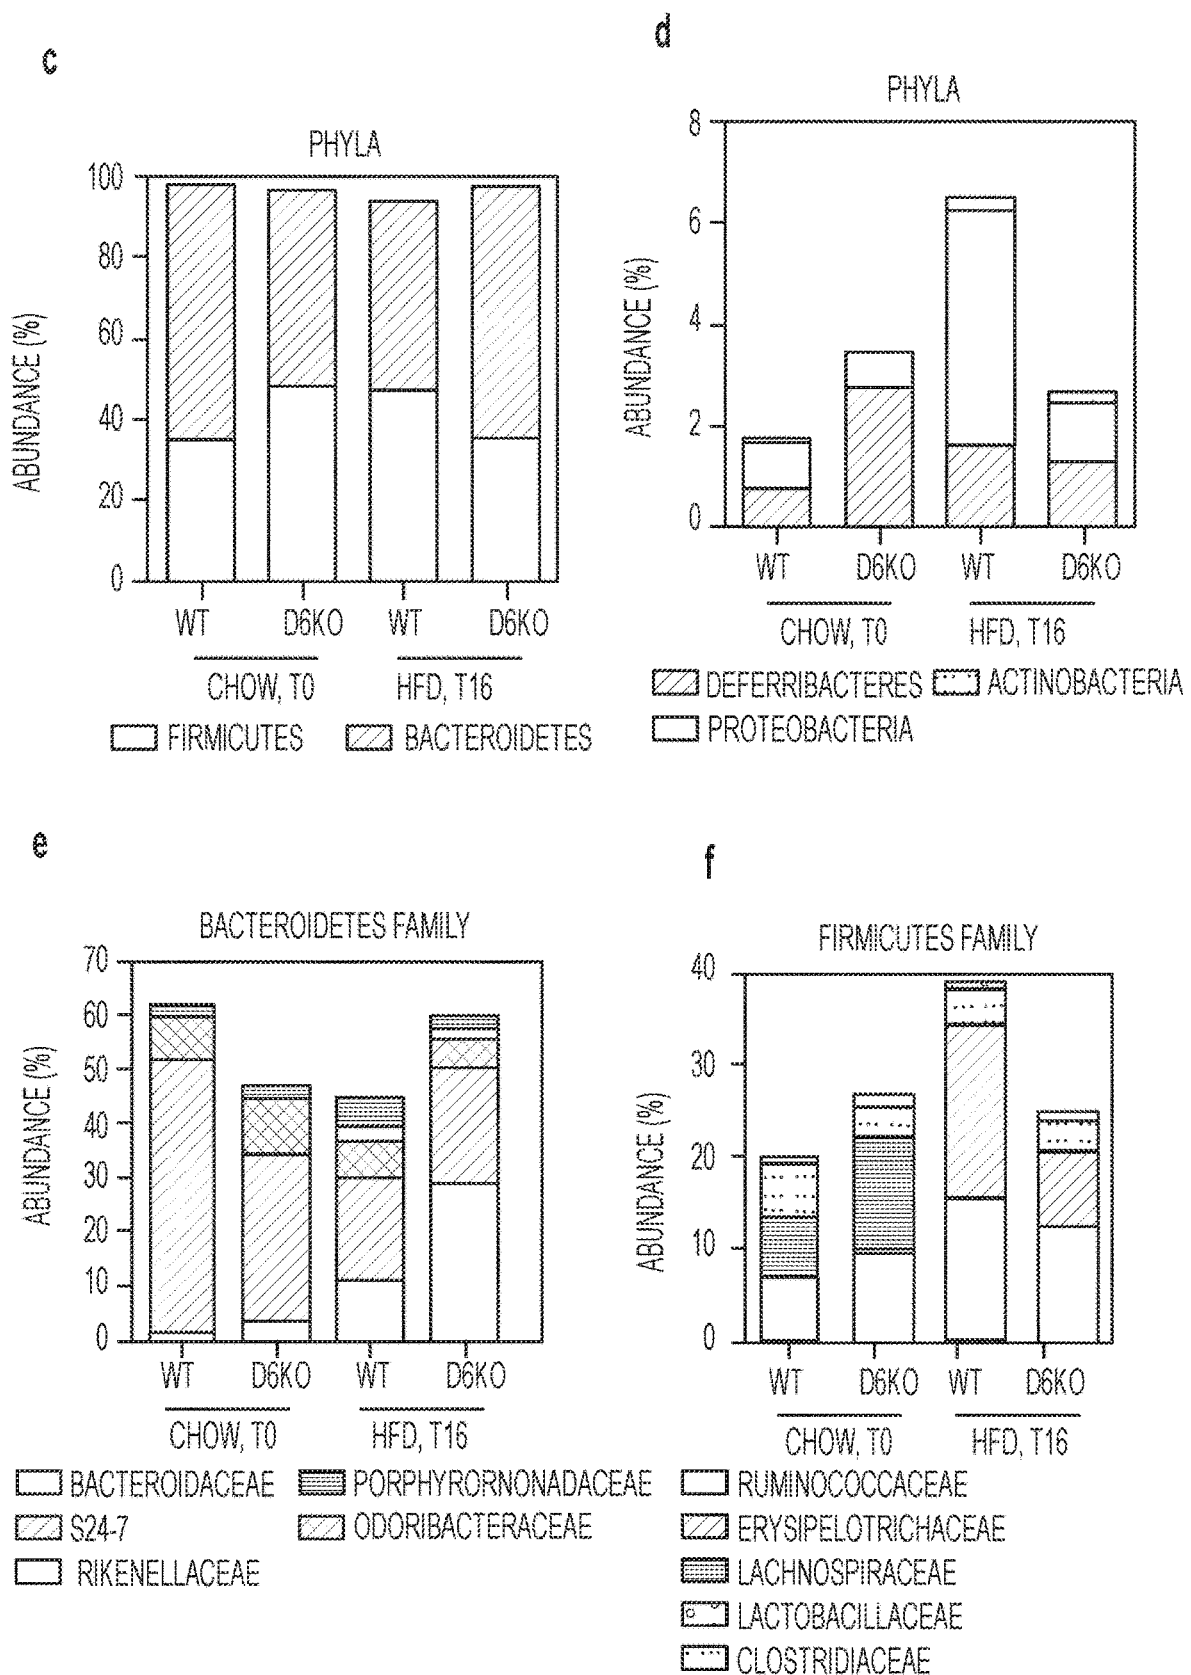 c
PHYLA
ABUNDANCE (%)
100
80
60
40
20
0
WT D6KO WT D6KO
CHOW, T0 HFD, T16
FIRMICUTES BACTEROIDETES
d
PHYLA
ABUNDANCE (%)
8
6
4
2
0
WT D6KO WT D6KO
CHOW, T0 HFD, T16
DEFERRIBACTERES ACTINOBACTERIA
PROTEOBACTERIA
e
BACTEROIDETES FAMILY
ABUNDANCE (%)
70
60
50
40
30
20
10
0
WT D6KO WT D6KO
CHOW, T0 HFD, T16
BACTEROIDACEAE PORPHYRORNONADACEAE
S24-7 ODORIBACTERACEAE
RIKENELLACEAE
f
FIRMICUTES FAMILY
ABUNDANCE (%)
40
30
20
10
0
WT D6KO WT D6KO
CHOW, T0 HFD, T16
RUMINOCOCCACEAE
ERYSIPELOTRICHACEAE
LACHNOSPIRACEAE
LACTOBACILLACEAE
CLOSTRIDIACEAE